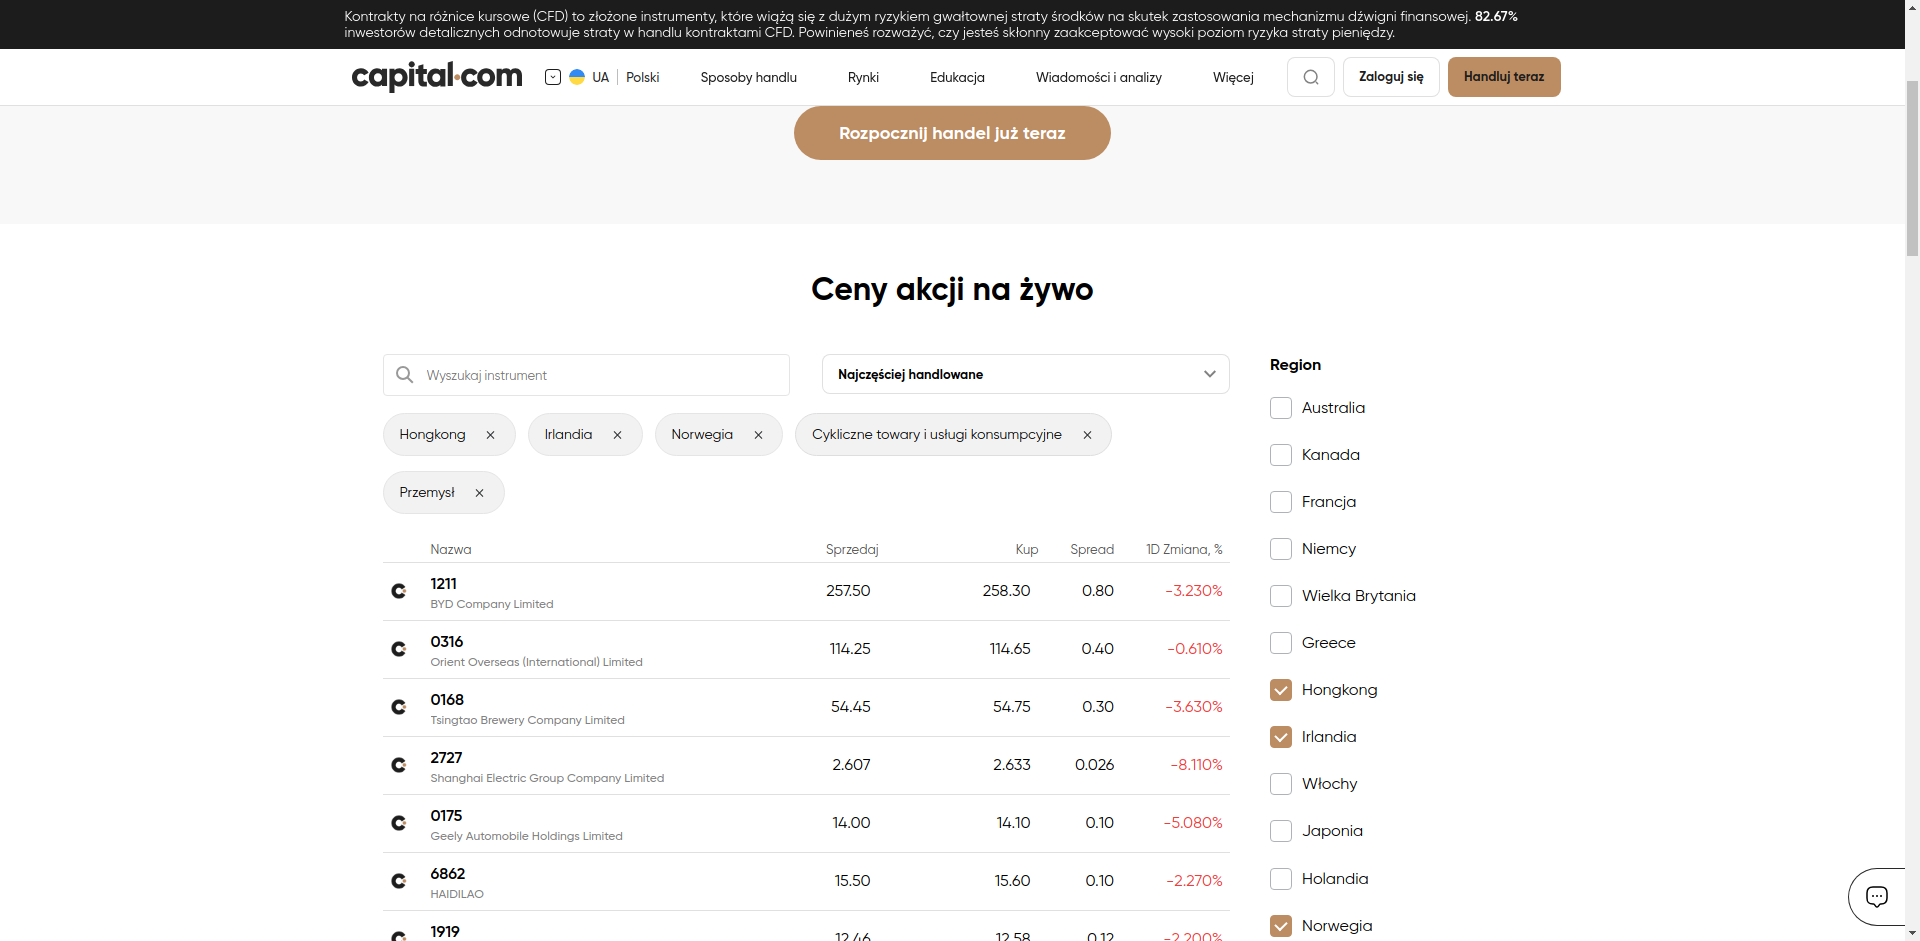 Kontrakty na różnice kursowe (CFD) to złożone instrumenty, które wiążą się z dużym ryzykiem gwałtownej straty środków na skutek zastosowania mechanizmu dźwigni finansowej. 82.67%
inwestorów detalicznych odnotowuje straty w handlu kontraktami CFD. Powinieneś rozważyć, czy jesteś skłonny zaakceptować wysoki poziom ryzyka straty pieniędzy.
capital.com UA Polski Sposoby handlu Rynki Edukacja Wiadomości i analizy Więcej Zaloguj się Handluj teraz
Rozpocznij handel już teraz
Ceny akcji na żywo
Wyszukaj instrument
Najczęściej handlowane
Hongkong
Irlandia
Norwegia
Cykliczne towary i usługi konsumpcyjne
Przemysł
Nazwa Sprzedaj Kup Spread 1D Zmiana, %
1211
BYD Company Limited
257.50 258.30 0.80 -3.230%
0316
Orient Overseas (International) Limited
114.25 114.65 0.40 -0.610%
0168
Tsingtao Brewery Company Limited
54.45 54.75 0.30 -3.630%
2727
Shanghai Electric Group Company Limited
2.607 2.633 0.026 -8.110%
0175
Geely Automobile Holdings Limited
14.00 14.10 0.10 -5.080%
6862
HAIDILAO
15.50 15.60 0.10 -2.270%
1919
12.46 12.58 0.12 -2.200%
Region
Australia
Kanada
Francja
Niemcy
Wielka Brytania
Greece
Hongkong
Irlandia
Włochy
Japonia
Holandia
Norwegia